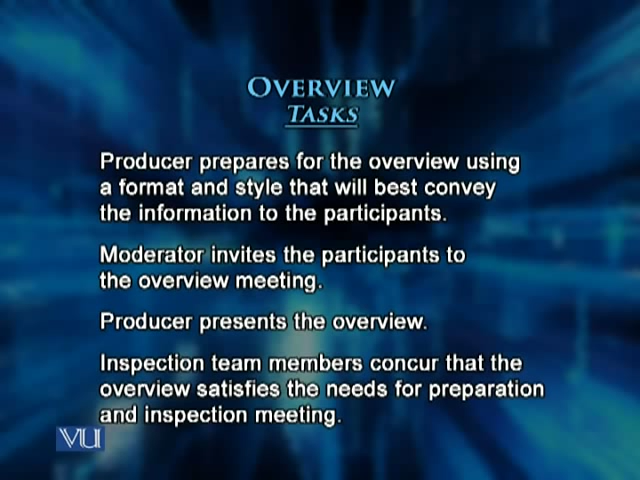 OVERVIEW
TASKS
Producer prepares for the overview using
a format and style that will best convey
the information to the participants.
Moderator invites the participants to
the overview meeting.
Producer presents the overview.
Inspection team members concur that the
overview satisfies the needs for preparation
and inspection meeting.
VU